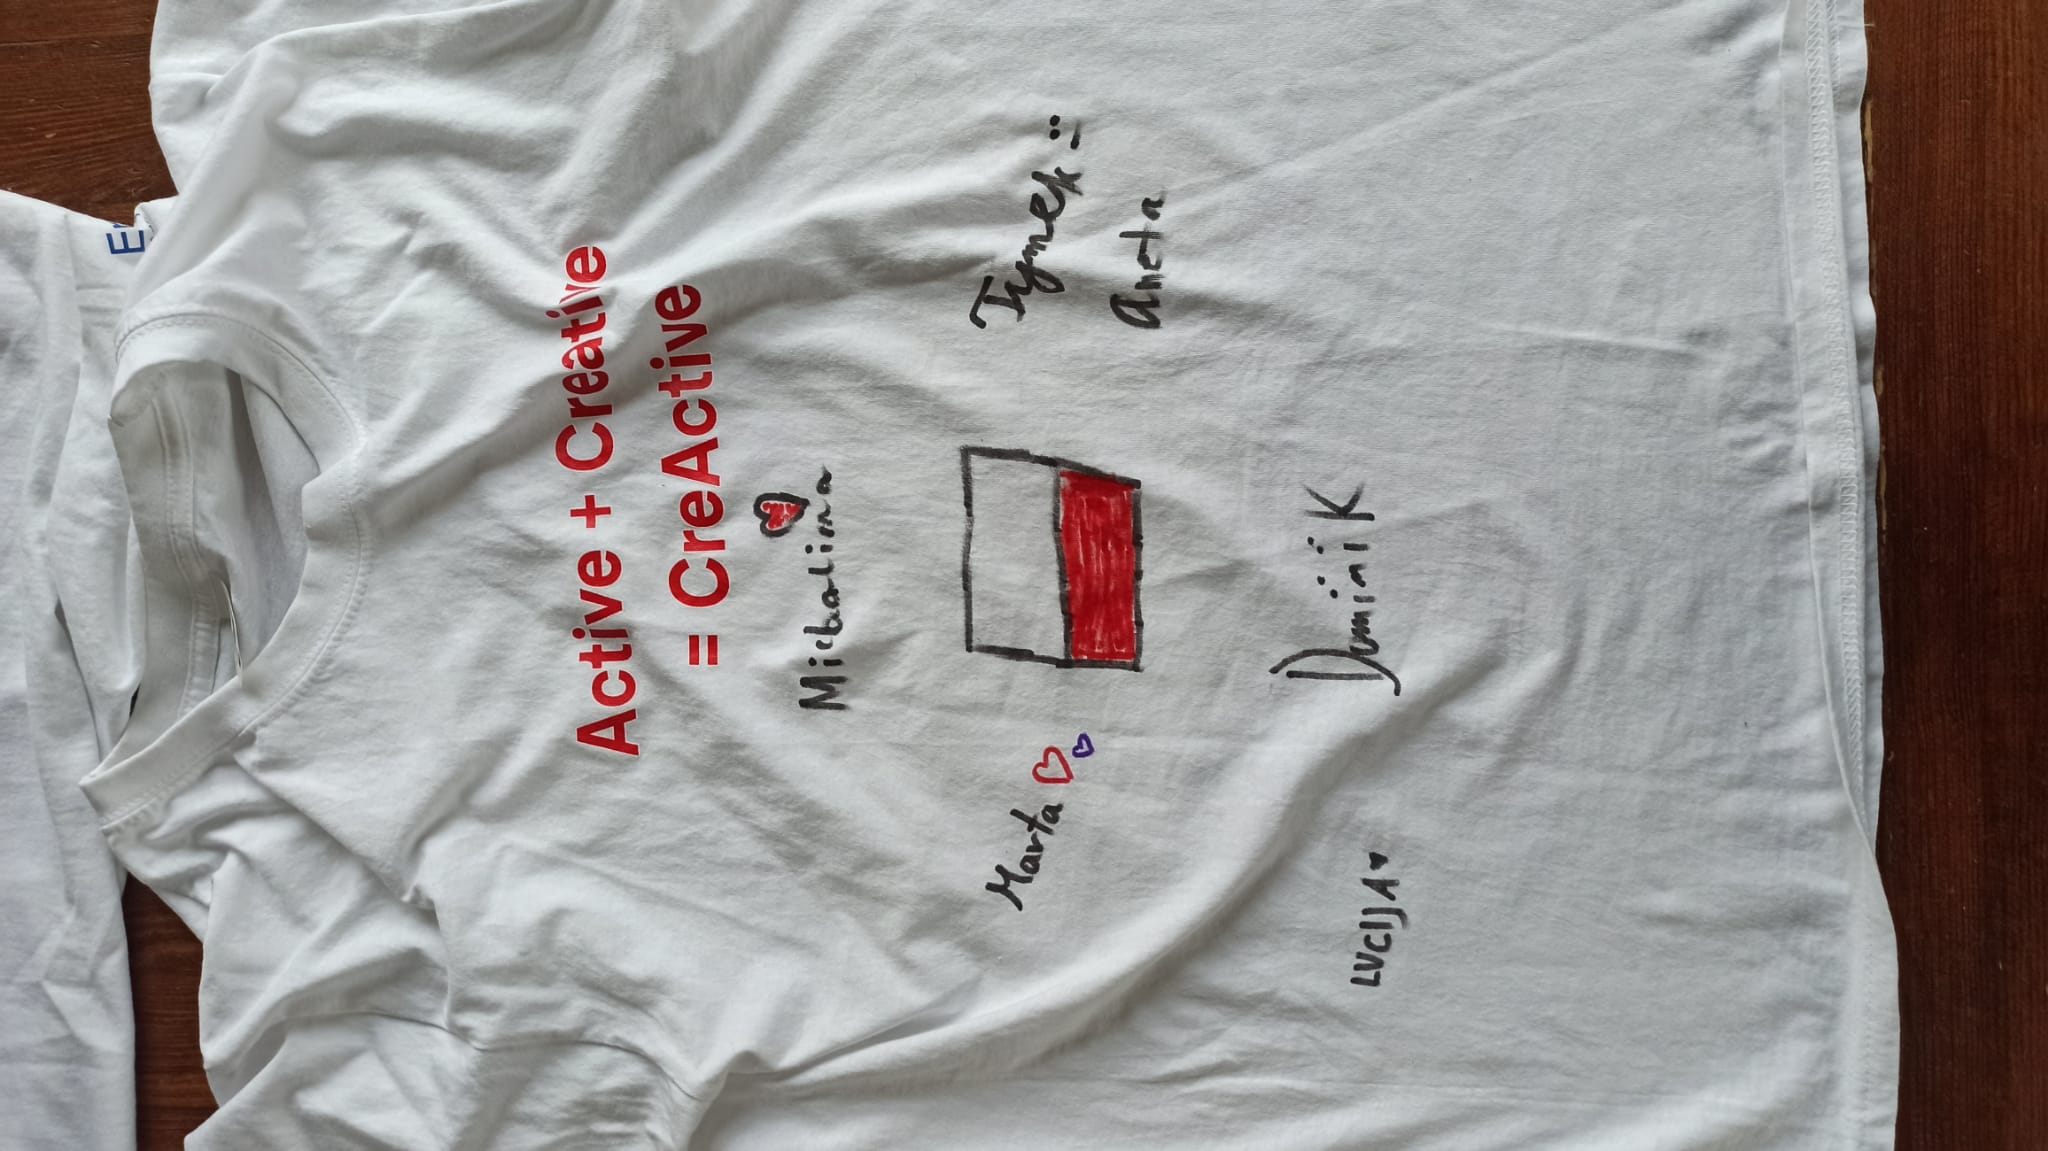 Active + Creative
= CreActive
Michalina
Marta
Tymek :)
Aneta
DominiK
LUCIJA